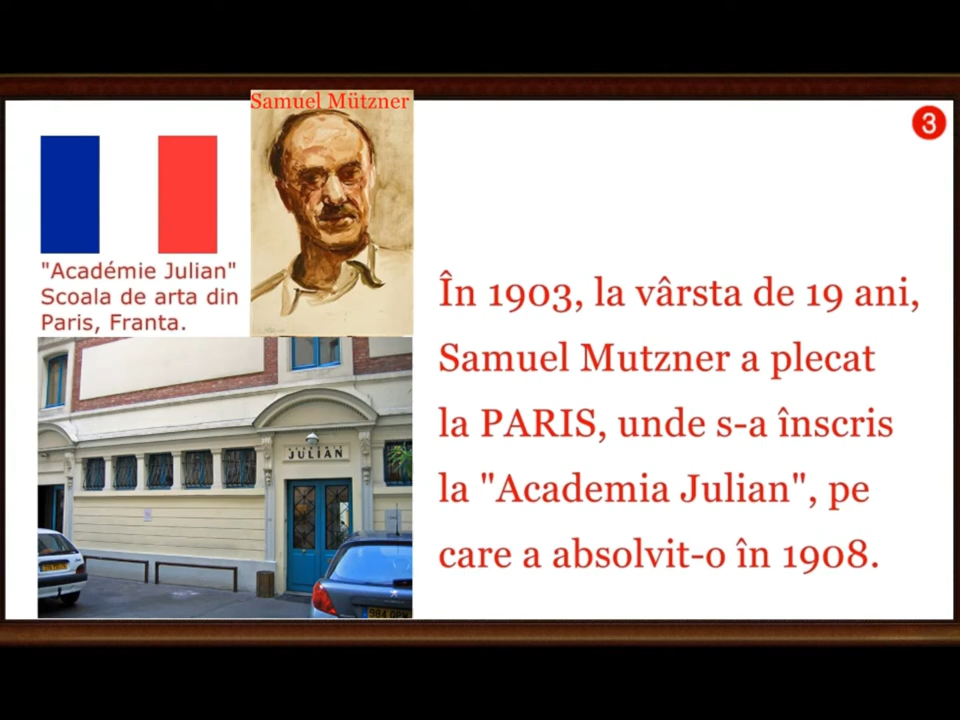 Samuel Mützner
3
"Académie Julian"
Scoala de arta din
Paris, Franta.
JULIAN
În 1903, la vârsta de 19 ani,
Samuel Mutzner a plecat
la PARIS, unde s-a înscris
la "Academia Julian", pe
care a absolvit-o în 1908.